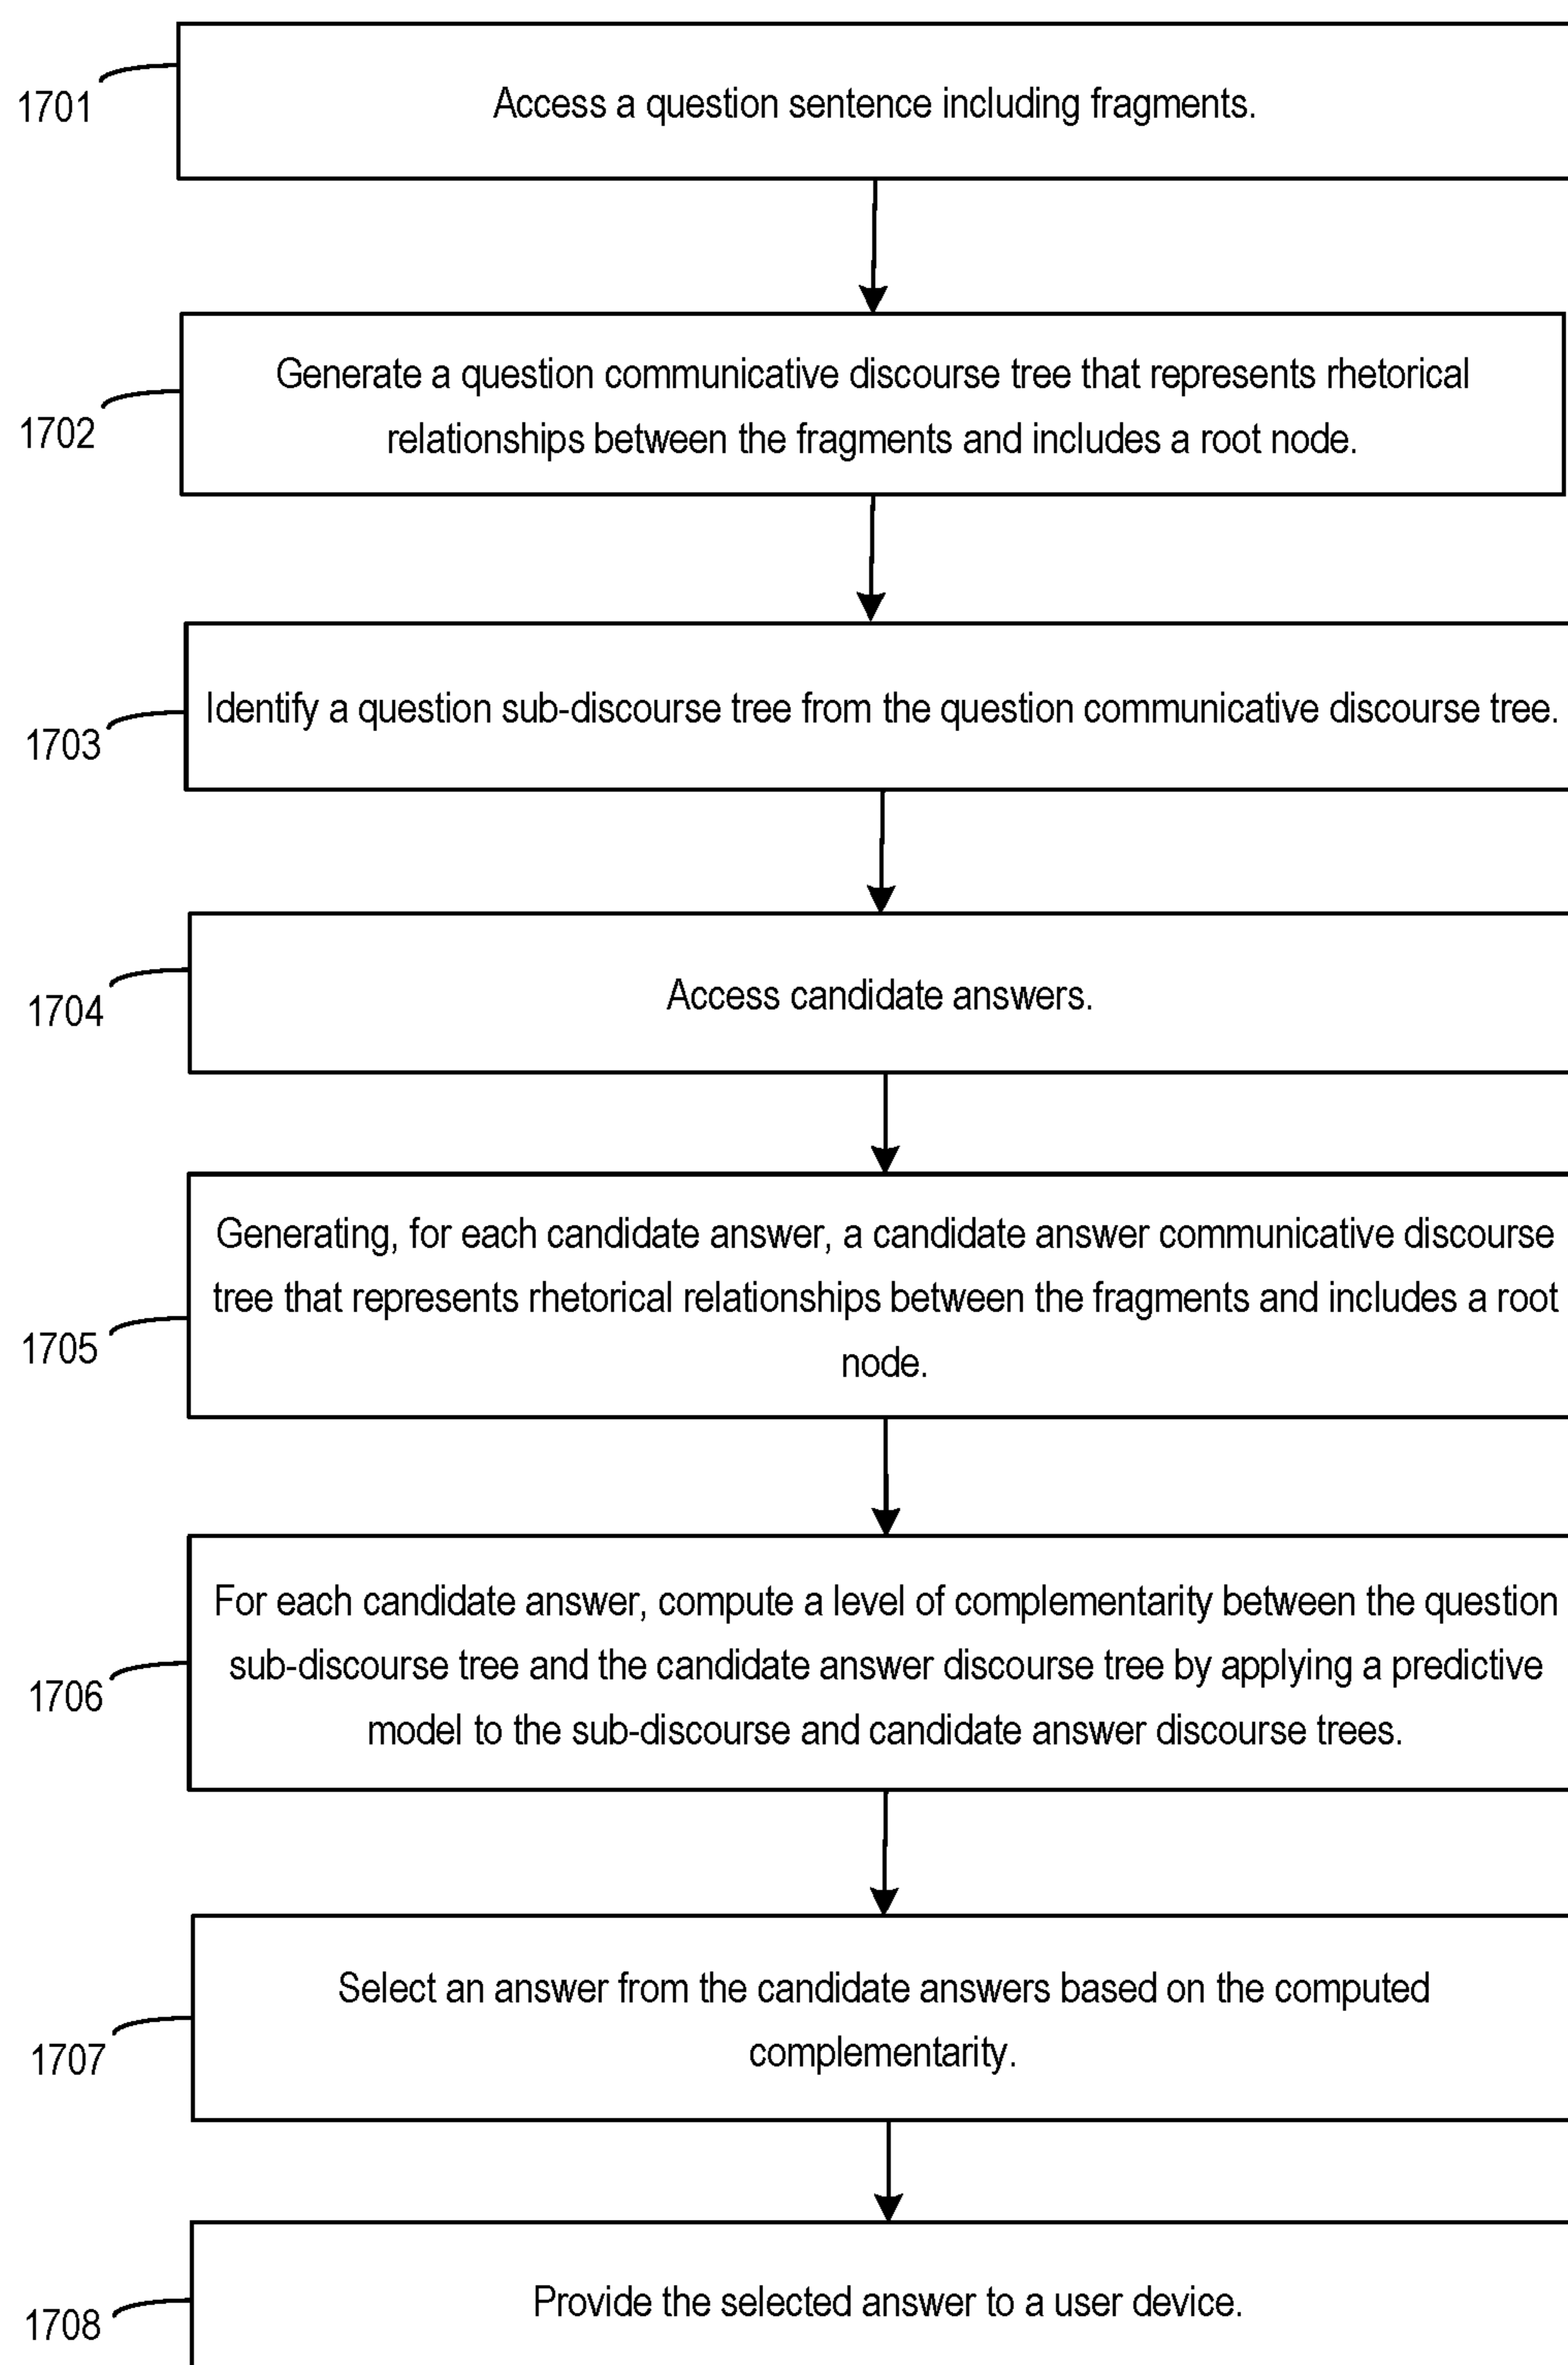 Access a question sentence including fragments.
1701
Generate a question communicative discourse tree that represents rhetorical
relationships between the fragments and includes a root node.
1702
Identify a question sub-discourse tree from the question communicative discourse tree.
1703
Access candidate answers.
1704
Generating, for each candidate answer, a candidate answer communicative discourse
tree that represents rhetorical relationships between the fragments and includes a root
node.
1705
For each candidate answer, compute a level of complementarity between the question
sub-discourse tree and the candidate answer discourse tree by applying a predictive
model to the sub-discourse and candidate answer discourse trees.
1706
Select an answer from the candidate answers based on the computed
complementarity.
1707
Provide the selected answer to a user device.
1708